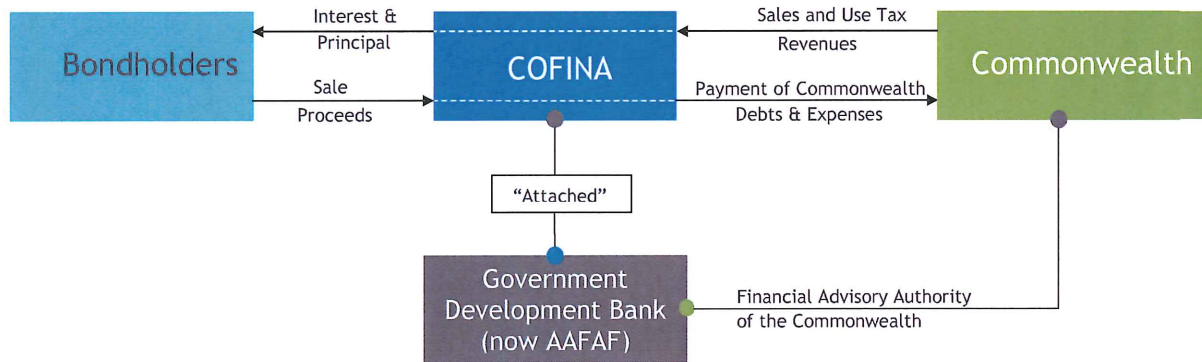 Bondholders
Interest &
Principal
Sale
Proceeds
COFINA
Sales and Use Tax
Revenues
Payment of Commonwealth
Debts & Expenses
Commonwealth
“Attached”
Government
Development Bank
(now AAFAF)
Financial Advisory Authority
of the Commonwealth